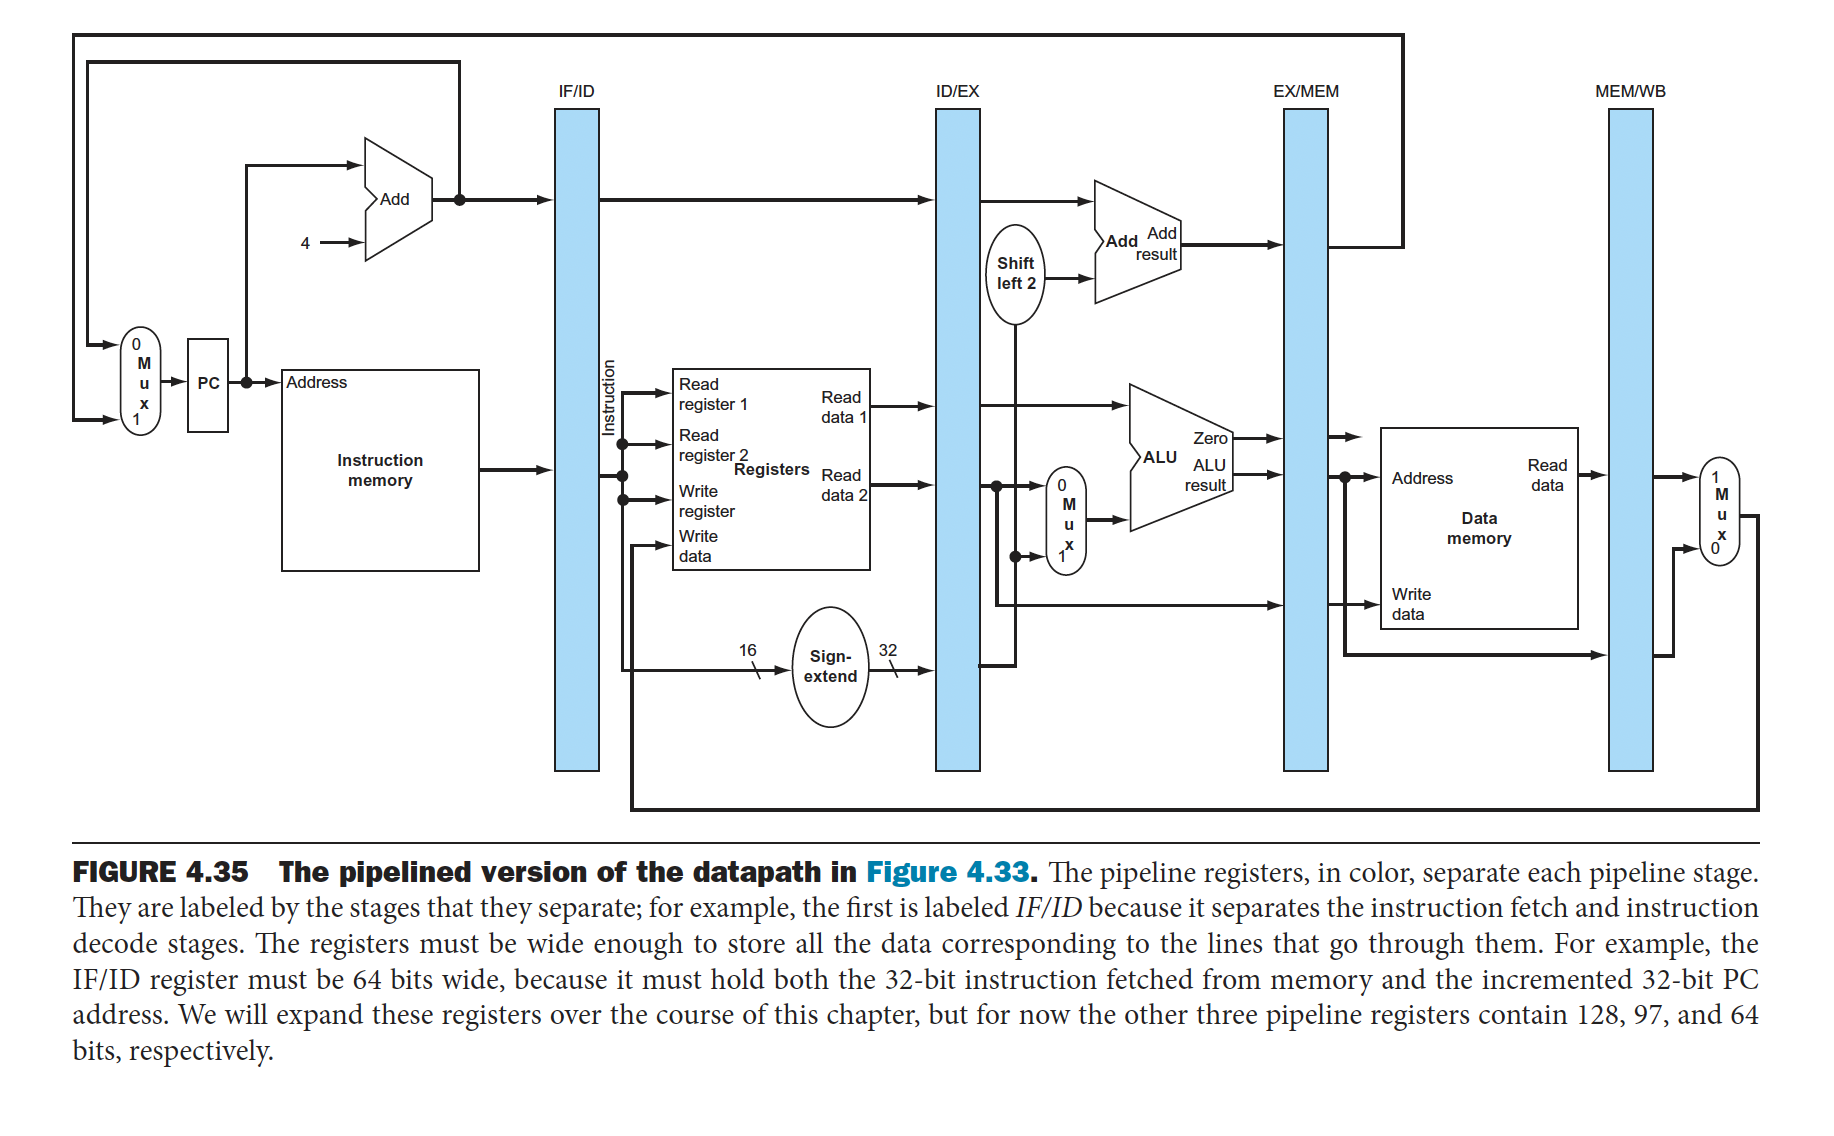 IF/ID
ID/EX
EX/MEM
MEM/WB
Add
4
Add
Add
result
Shift
left 2
0
M
u
x
1
PC
Address
Instruction
memory
Instruction
Read
register 1
Read
register 2
Write
register
Write
data
Registers
Read
data 1
Read
data 2
16
Sign-
extend
32
0
M
u
x
1
ALU
Zero
ALU
result
Address
Read
data
Data
memory
Write
data
1
M
u
x
0
FIGURE 4.35 The pipelined version of the datapath in Figure 4.33. The pipeline registers, in color, separate each pipeline stage.
They are labeled by the stages that they separate; for example, the first is labeled IF/ID because it separates the instruction fetch and instruction
decode stages. The registers must be wide enough to store all the data corresponding to the lines that go through them. For example, the
IF/ID register must be 64 bits wide, because it must hold both the 32-bit instruction fetched from memory and the incremented 32-bit PC
address. We will expand these registers over the course of this chapter, but for now the other three pipeline registers contain 128, 97, and 64
bits, respectively.